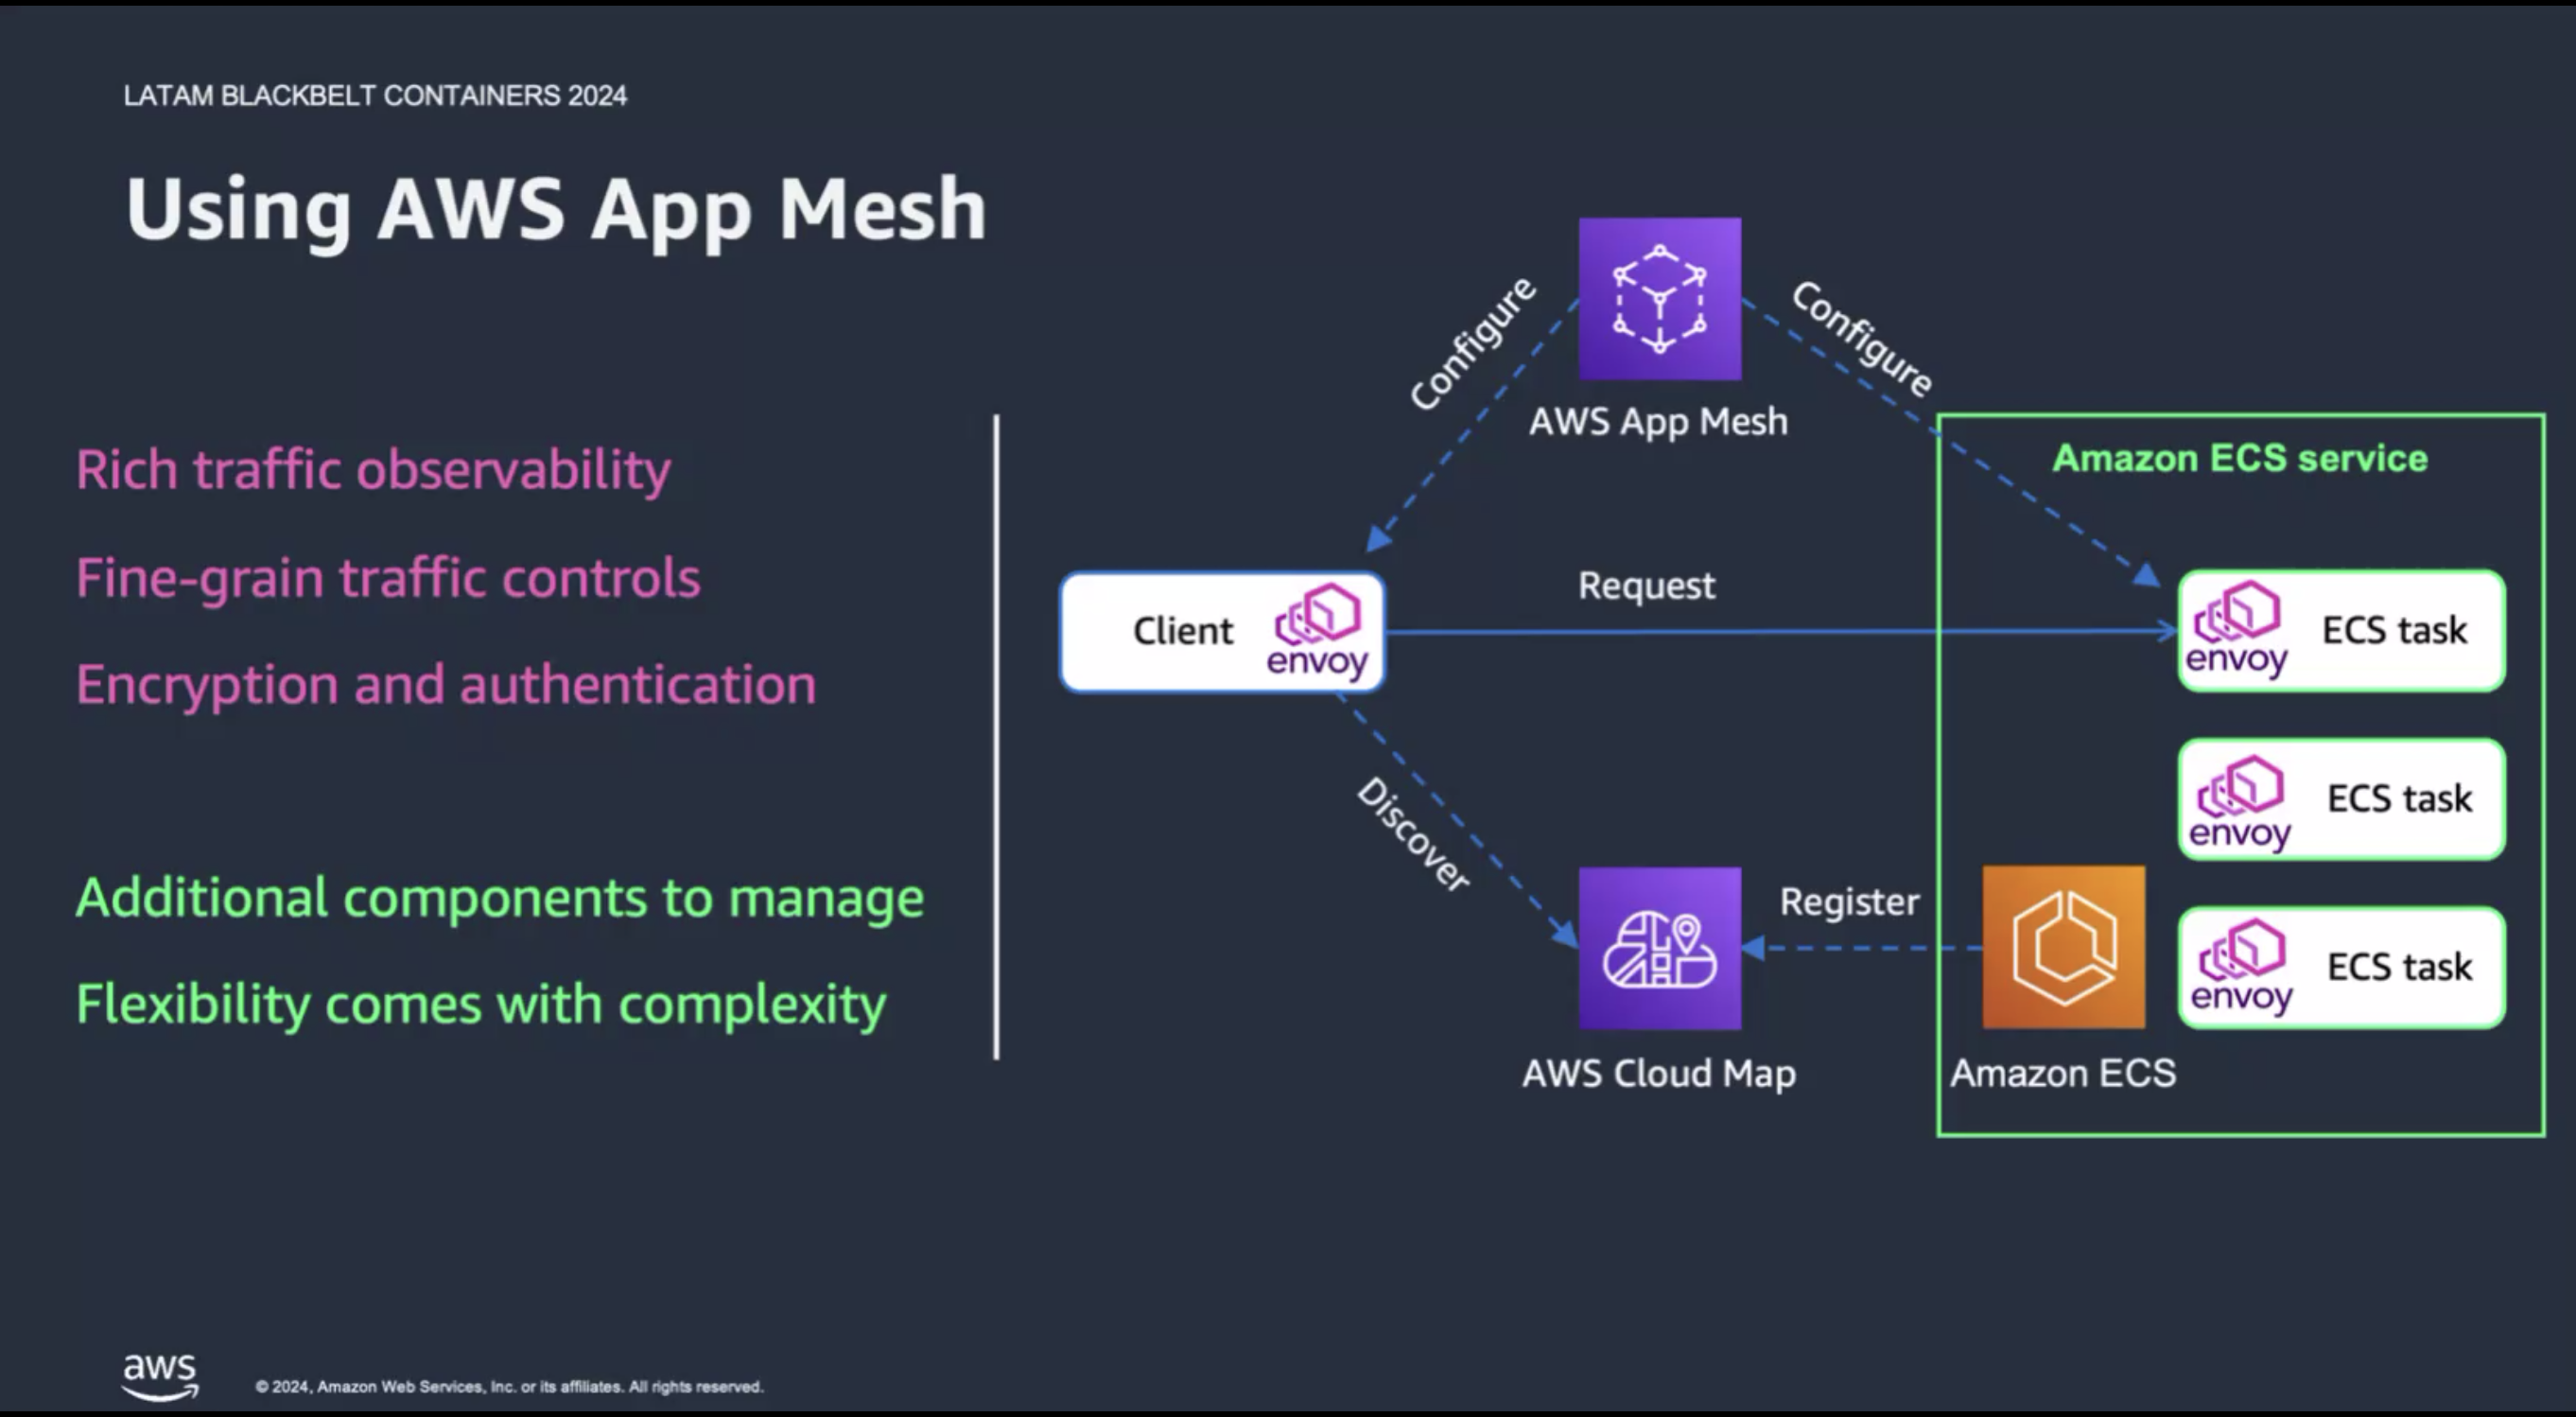 LATAM BLACKBELT CONTAINERS 2024
Using AWS App Mesh
Rich traffic observability
Fine-grain traffic controls
Encryption and authentication
Additional components to manage
Flexibility comes with complexity
Configure
Configure
AWS App Mesh
Amazon ECS service
Client
envoy
Request
envoy
ECS task
envoy
ECS task
Discover
Register
envoy
ECS task
AWS Cloud Map
Amazon ECS
aws
© 2024, Amazon Web Services, Inc. or its affiliates. All rights reserved.